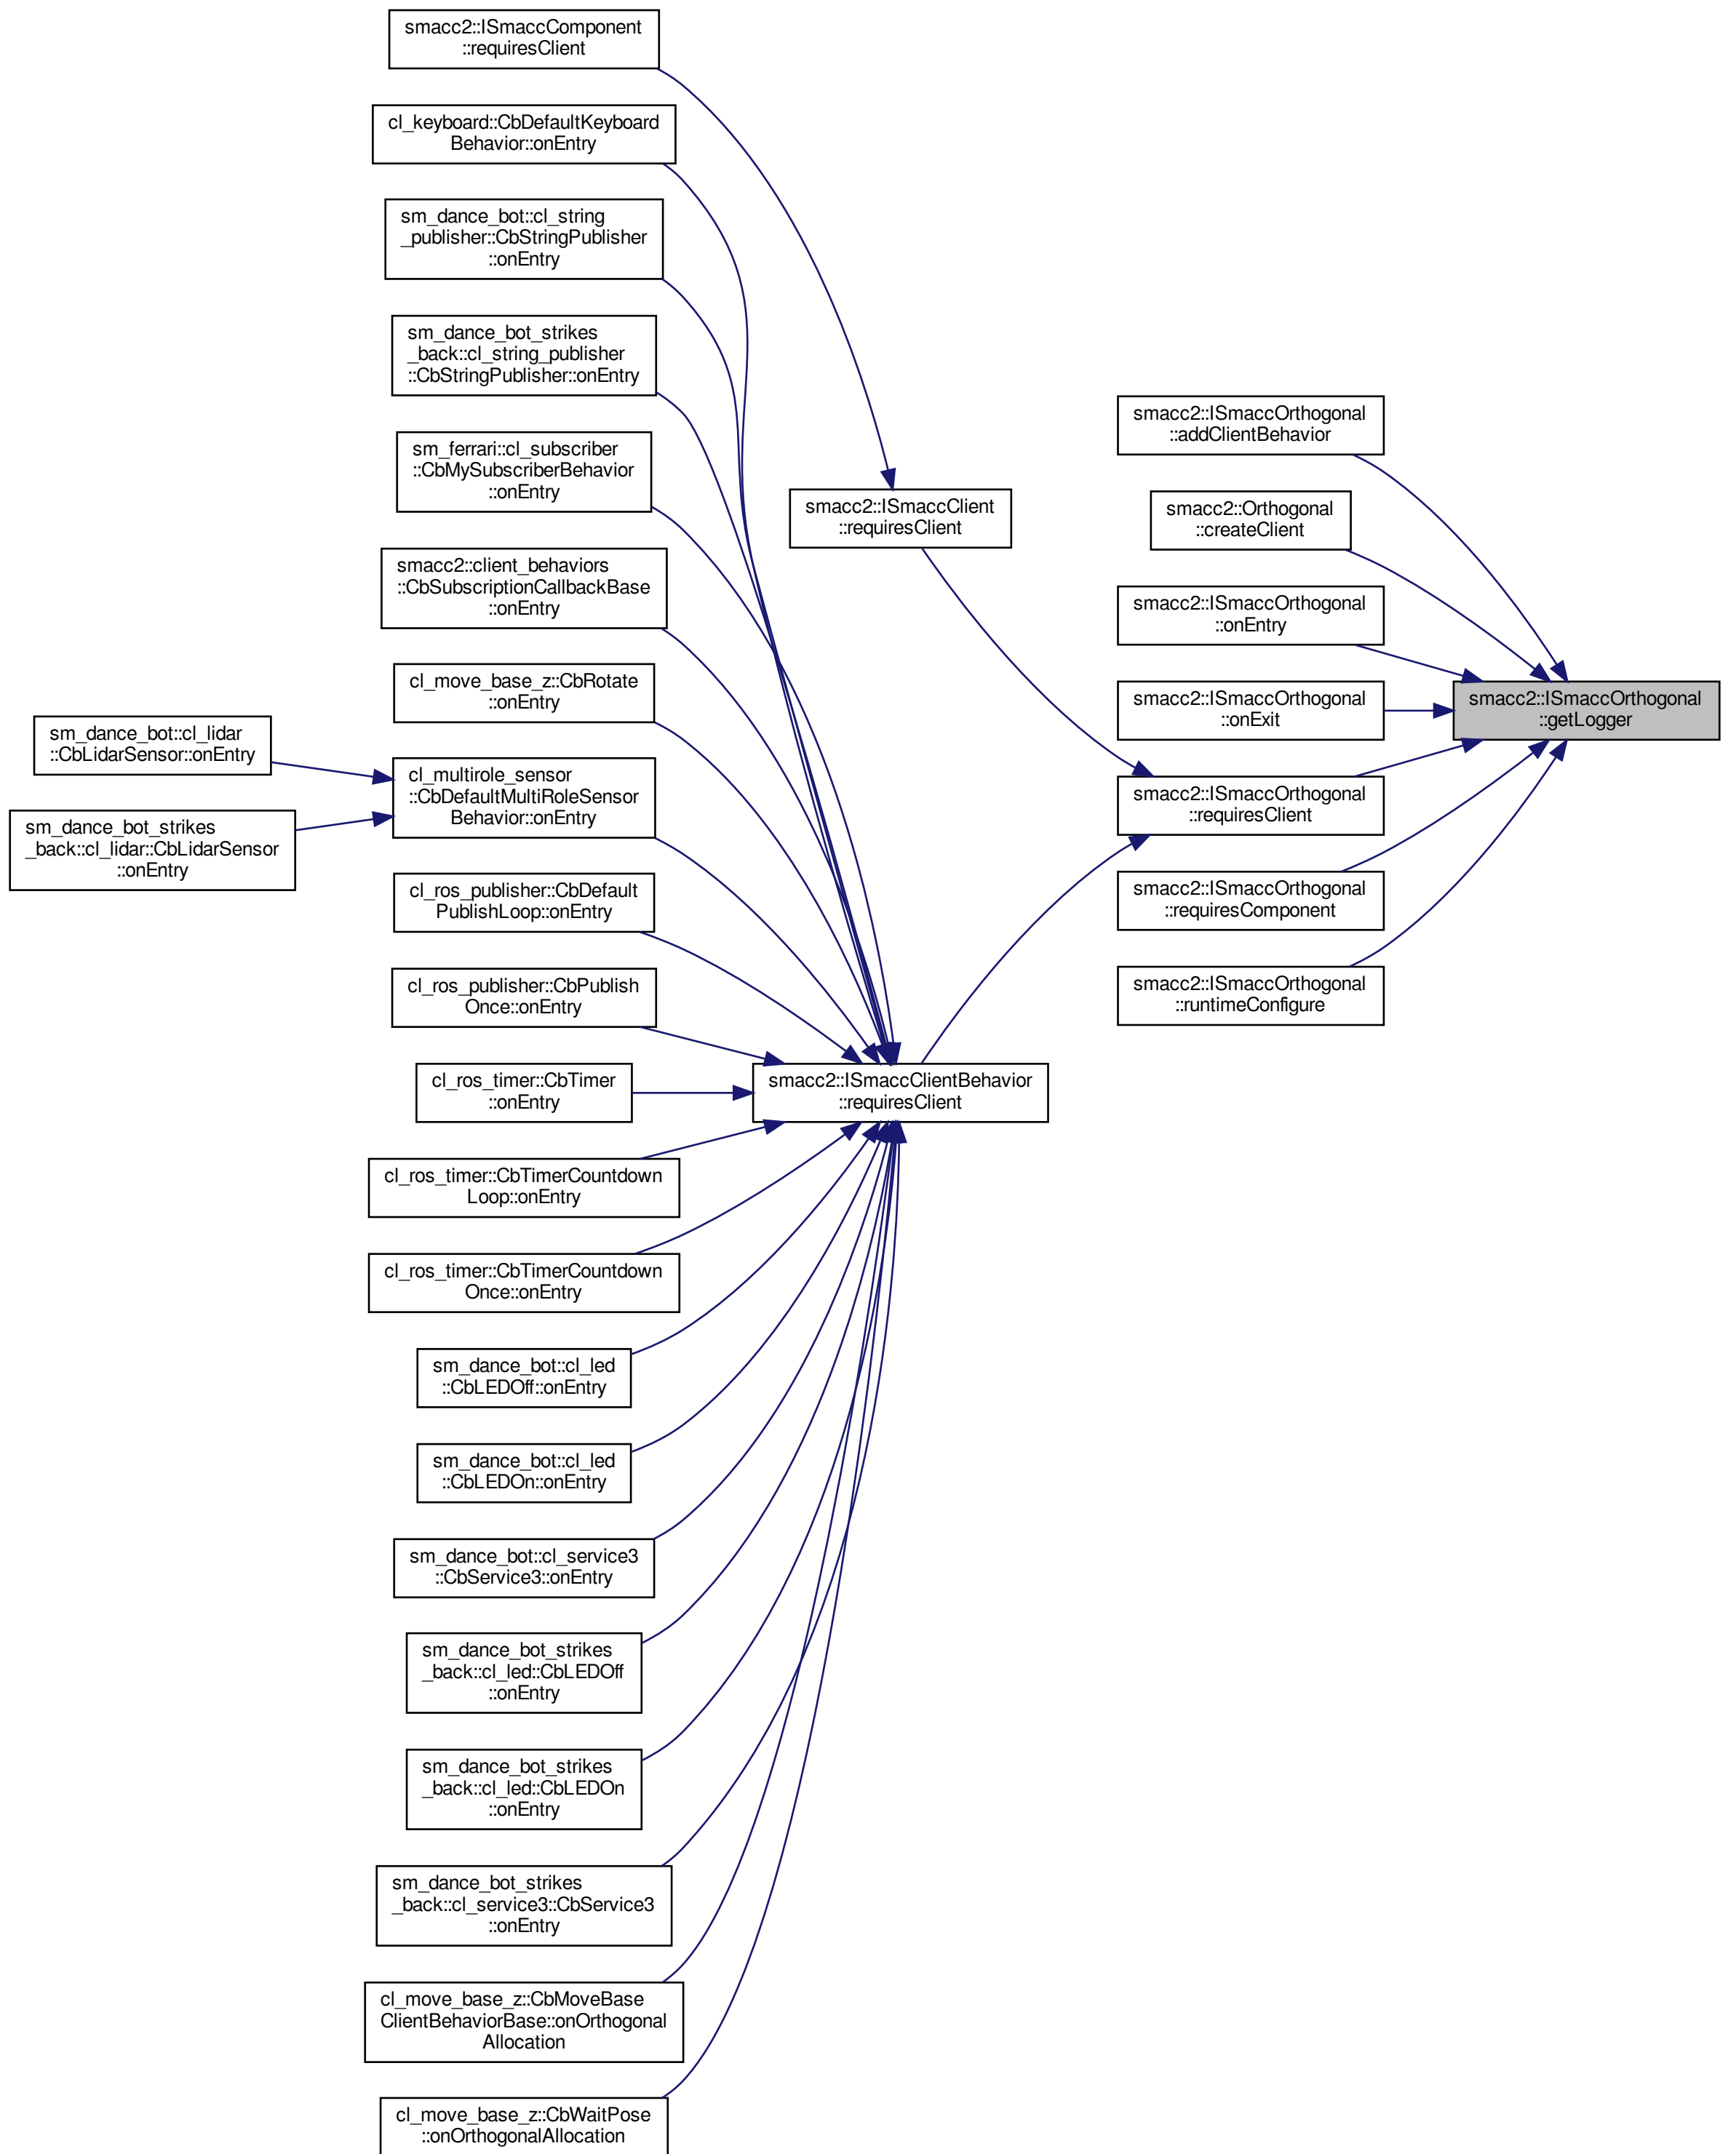 smacc2::ISmaccComponent
::requiresClient
cl_keyboard::CbDefaultKeyboard
Behavior::onEntry
sm_dance_bot::cl_string
_publisher::CbStringPublisher
::onEntry
sm_dance_bot_strikes
_back::cl_string_publisher
::CbStringPublisher::onEntry
sm_ferrari::cl_subscriber
::CbMySubscriberBehavior
::onEntry
smacc2::client_behaviors
::CbSubscriptionCallbackBase
::onEntry
cl_move_base_z::CbRotate
::onEntry
sm_dance_bot::cl_lidar
::CbLidarSensor::onEntry
sm_dance_bot_strikes
_back::cl_lidar::CbLidarSensor
::onEntry
cl_multirole_sensor
::CbDefaultMultiRoleSensor
Behavior::onEntry
cl_ros_publisher::CbDefault
PublishLoop::onEntry
cl_ros_publisher::CbPublish
Once::onEntry
cl_ros_timer::CbTimer
::onEntry
cl_ros_timer::CbTimerCountdown
Loop::onEntry
cl_ros_timer::CbTimerCountdown
Once::onEntry
sm_dance_bot::cl_led
::CbLEDOff::onEntry
sm_dance_bot::cl_led
::CbLEDOn::onEntry
sm_dance_bot::cl_service3
::CbService3::onEntry
sm_dance_bot_strikes
_back::cl_led::CbLEDOff
::onEntry
sm_dance_bot_strikes
_back::cl_led::CbLEDOn
::onEntry
sm_dance_bot_strikes
_back::cl_service3::CbService3
::onEntry
cl_move_base_z::CbMoveBase
ClientBehaviorBase::onOrthogonal
Allocation
cl_move_base_z::CbWaitPose
::onOrthogonalAllocation
smacc2::ISmaccClient
::requiresClient
smacc2::ISmaccClientBehavior
::requiresClient
smacc2::ISmaccOrthogonal
::addClientBehavior
smacc2::Orthogonal
::createClient
smacc2::ISmaccOrthogonal
::onEntry
smacc2::ISmaccOrthogonal
::onExit
smacc2::ISmaccOrthogonal
::requiresClient
smacc2::ISmaccOrthogonal
::requiresComponent
smacc2::ISmaccOrthogonal
::runtimeConfigure
smacc2::ISmaccOrthogonal
::getLogger